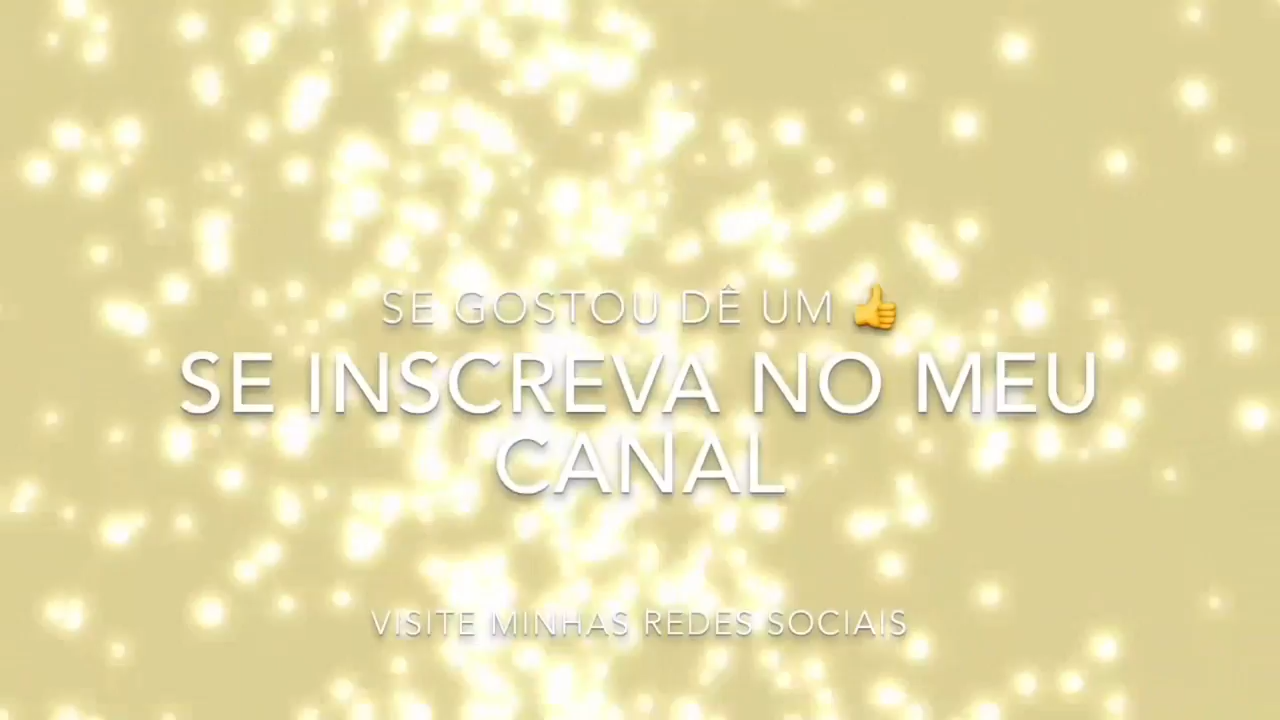 SE GOSTOU DÊ UM 👍
SE INSCREVA NO MEU
CANAL
VISITE MINHAS REDES SOCIAIS